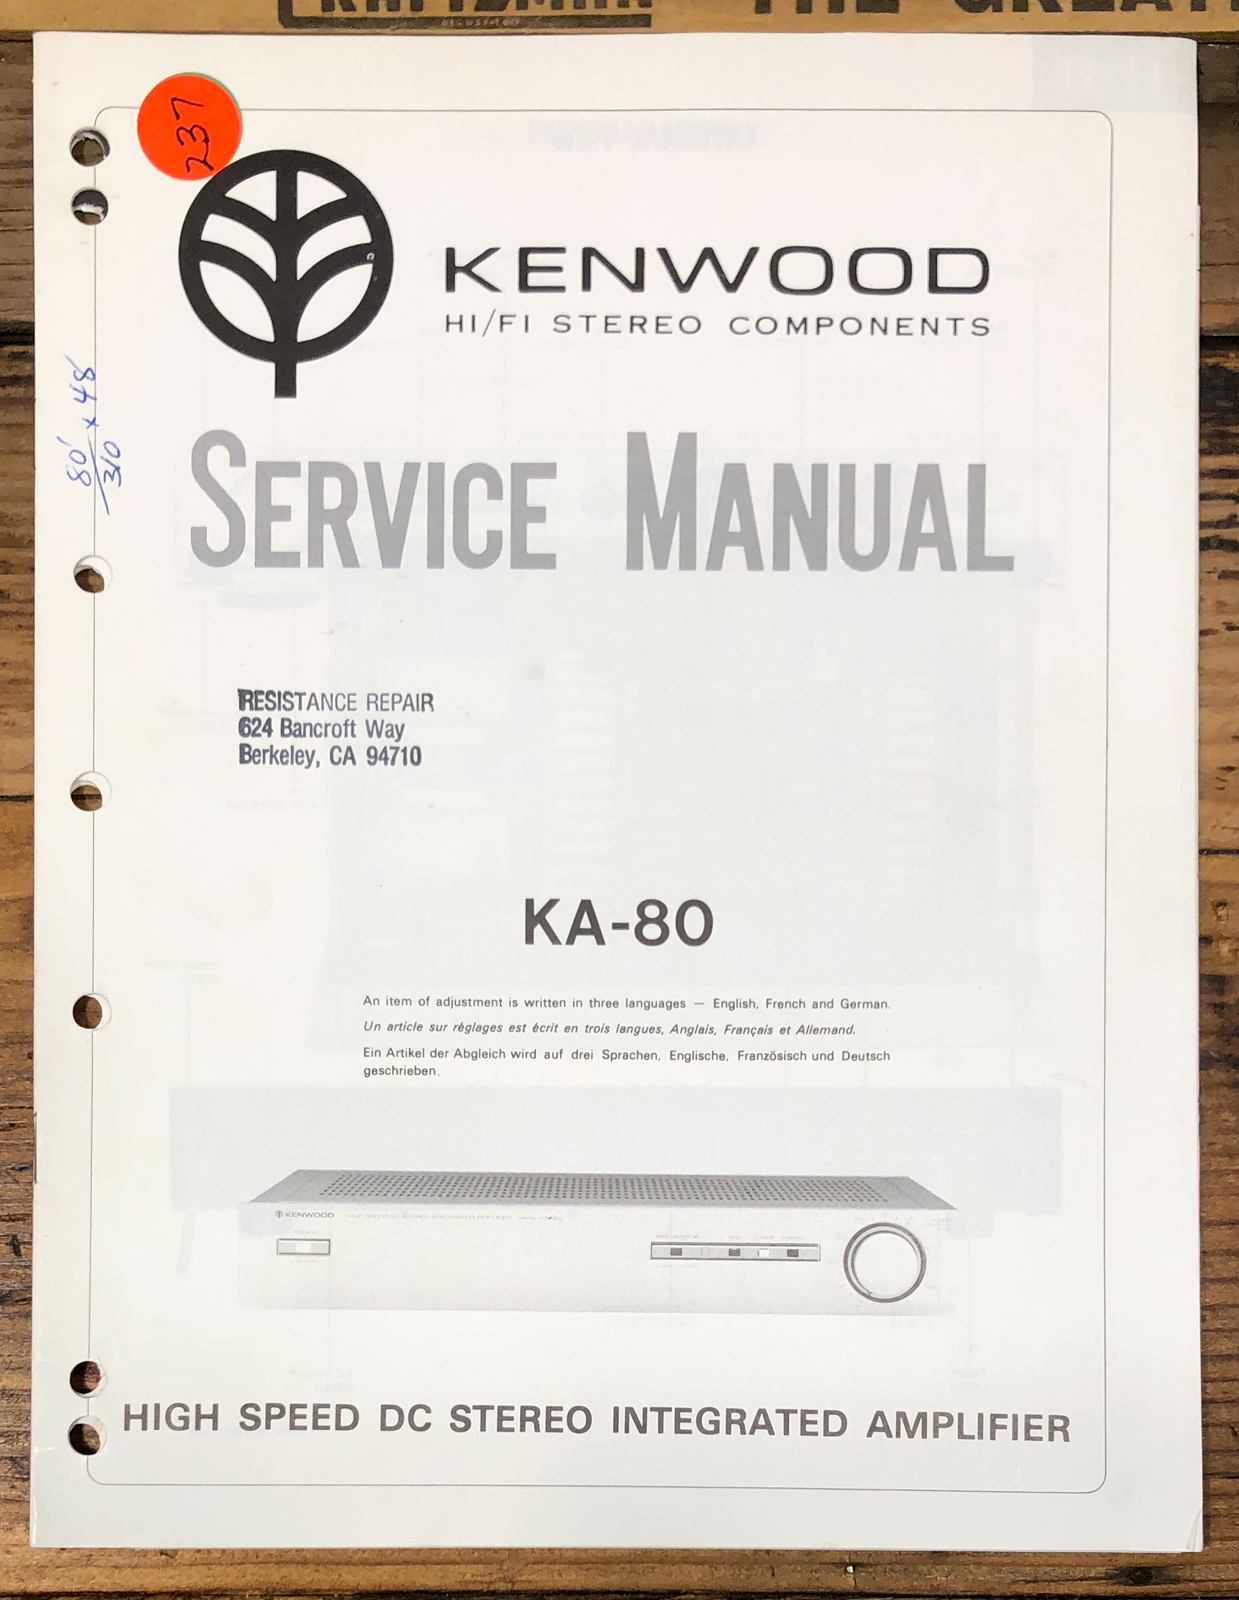 THE GREAT
237
KENWOOD
HI/FI STEREO COMPONENTS
80' x 48'
310
SERVICE MANUAL
RESISTANCE REPAIR
624 Bancroft Way
Berkeley, CA 94710
KA-80
An item of adjustment is written in three languages — English, French and German.
Un article sur réglages est écrit en trois langues, Anglais, Français et Allemand.
Ein Artikel der Abgleich wird auf drei Sprachen, Englische, Französisch und Deutsch
geschrieben.
KENWOOD
HIGH SPEED DC STEREO INTEGRATED AMPLIFIER